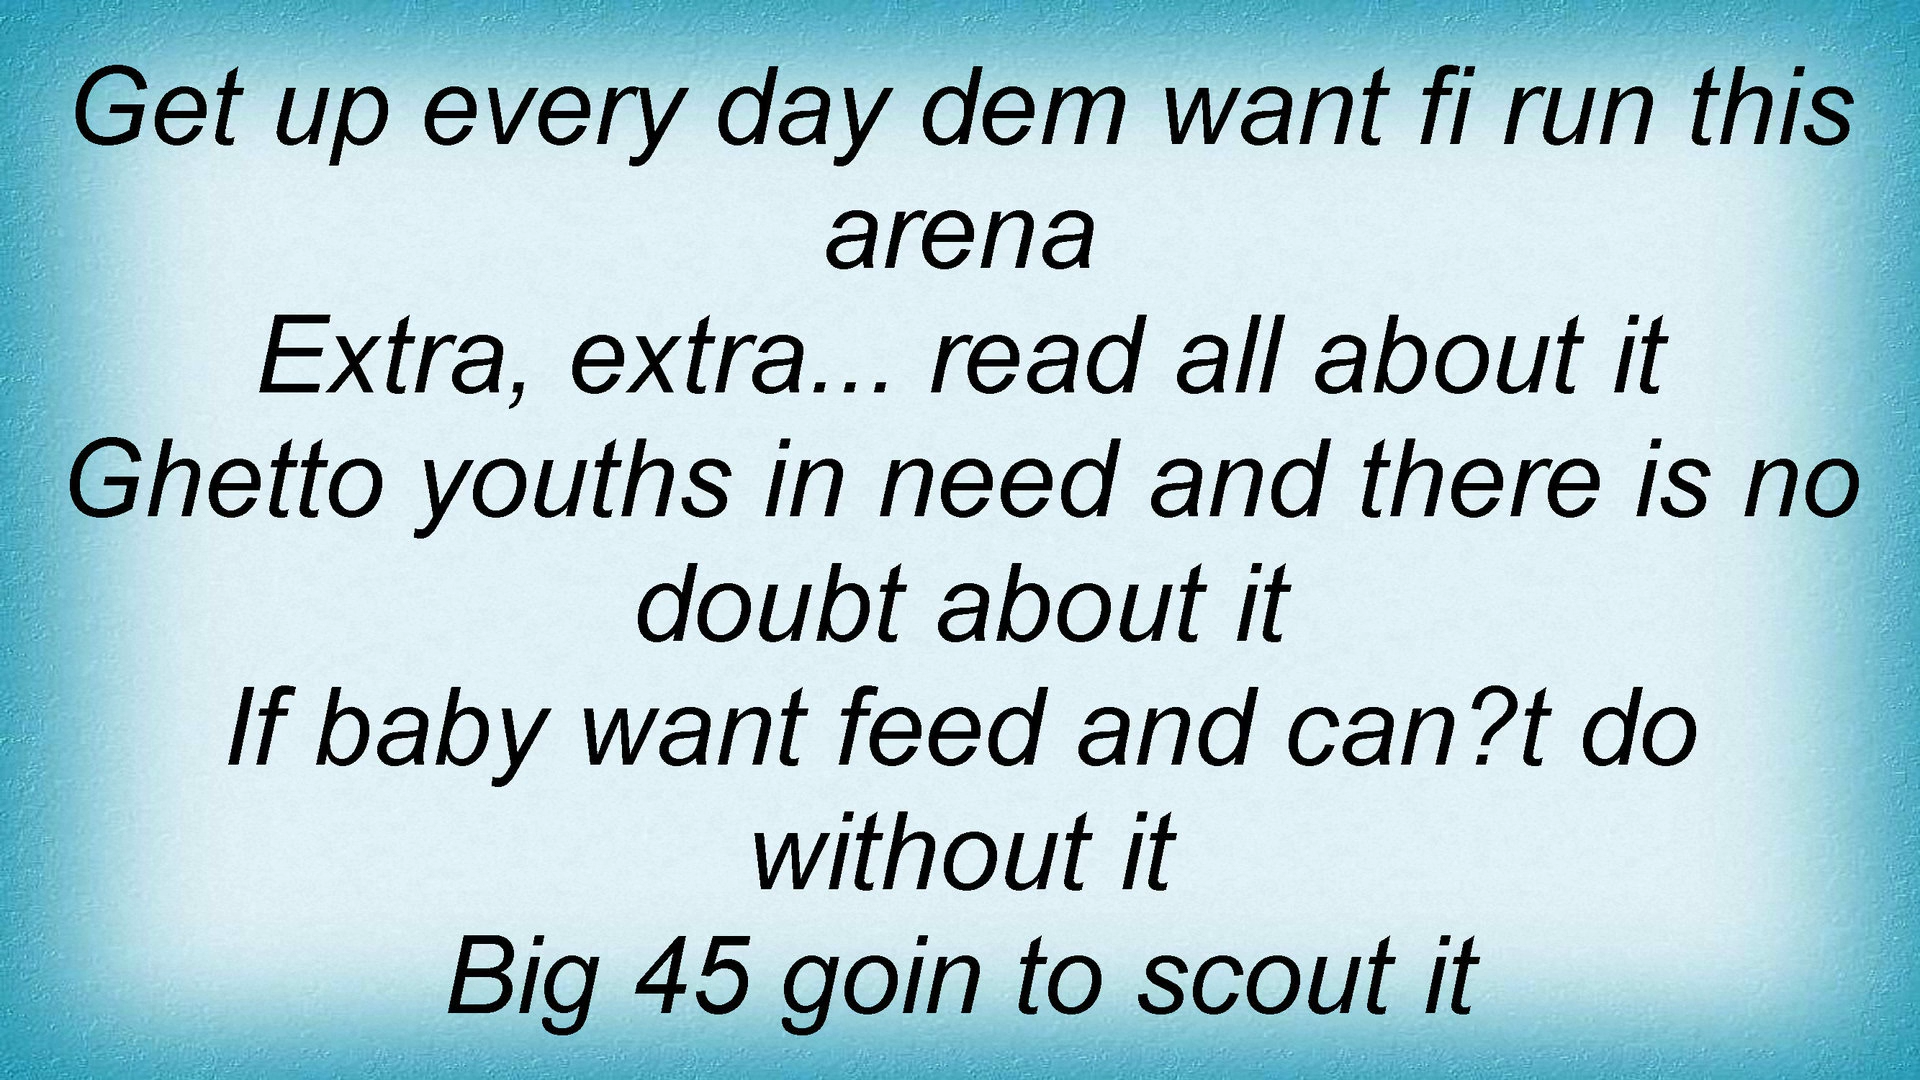 Get up every day dem want fi run this
arena
Extra, extra... read all about it
Ghetto youths in need and there is no
doubt about it
If baby want feed and can?t do
without it
Big 45 goin to scout it